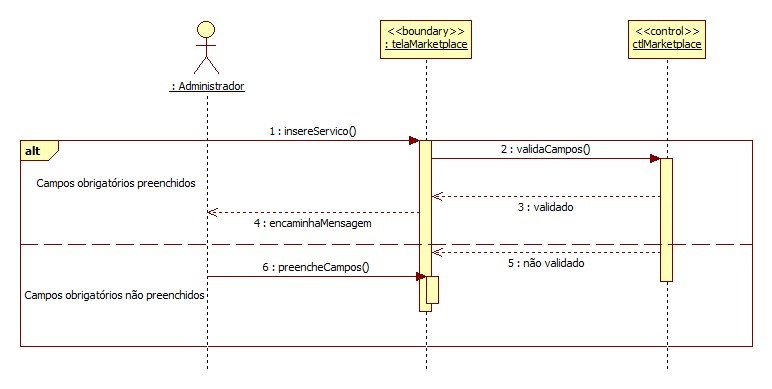 <<boundary>>
: telaMarketplace
<<control>>
ctlMarketplace
: Administrador
1 : insereServico()
alt
2 : validaCampos()
Campos obrigatórios preenchidos
3 : validado
4 : encaminhaMensagem
5 : não validado
6 : preencheCampos()
Campos obrigatórios não preenchidos